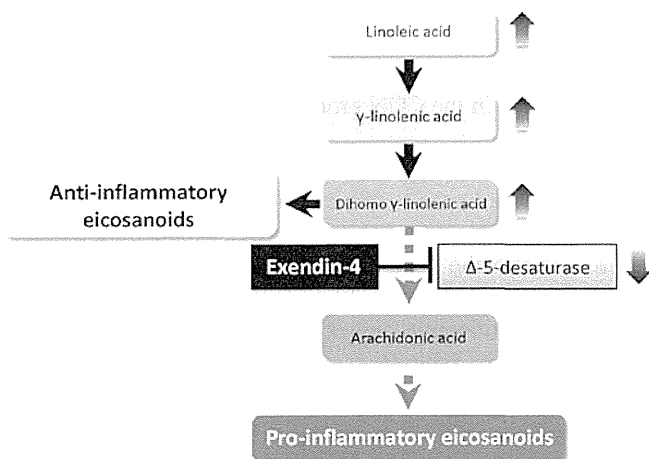 Linoleic acid
γ-linolenic acid
Anti-inflammatory
eicosanoids
Dihomo γ-linolenic acid
Exendin-4
Δ-5-desaturase
Arachidonic acid
Pro-inflammatory eicosanoids